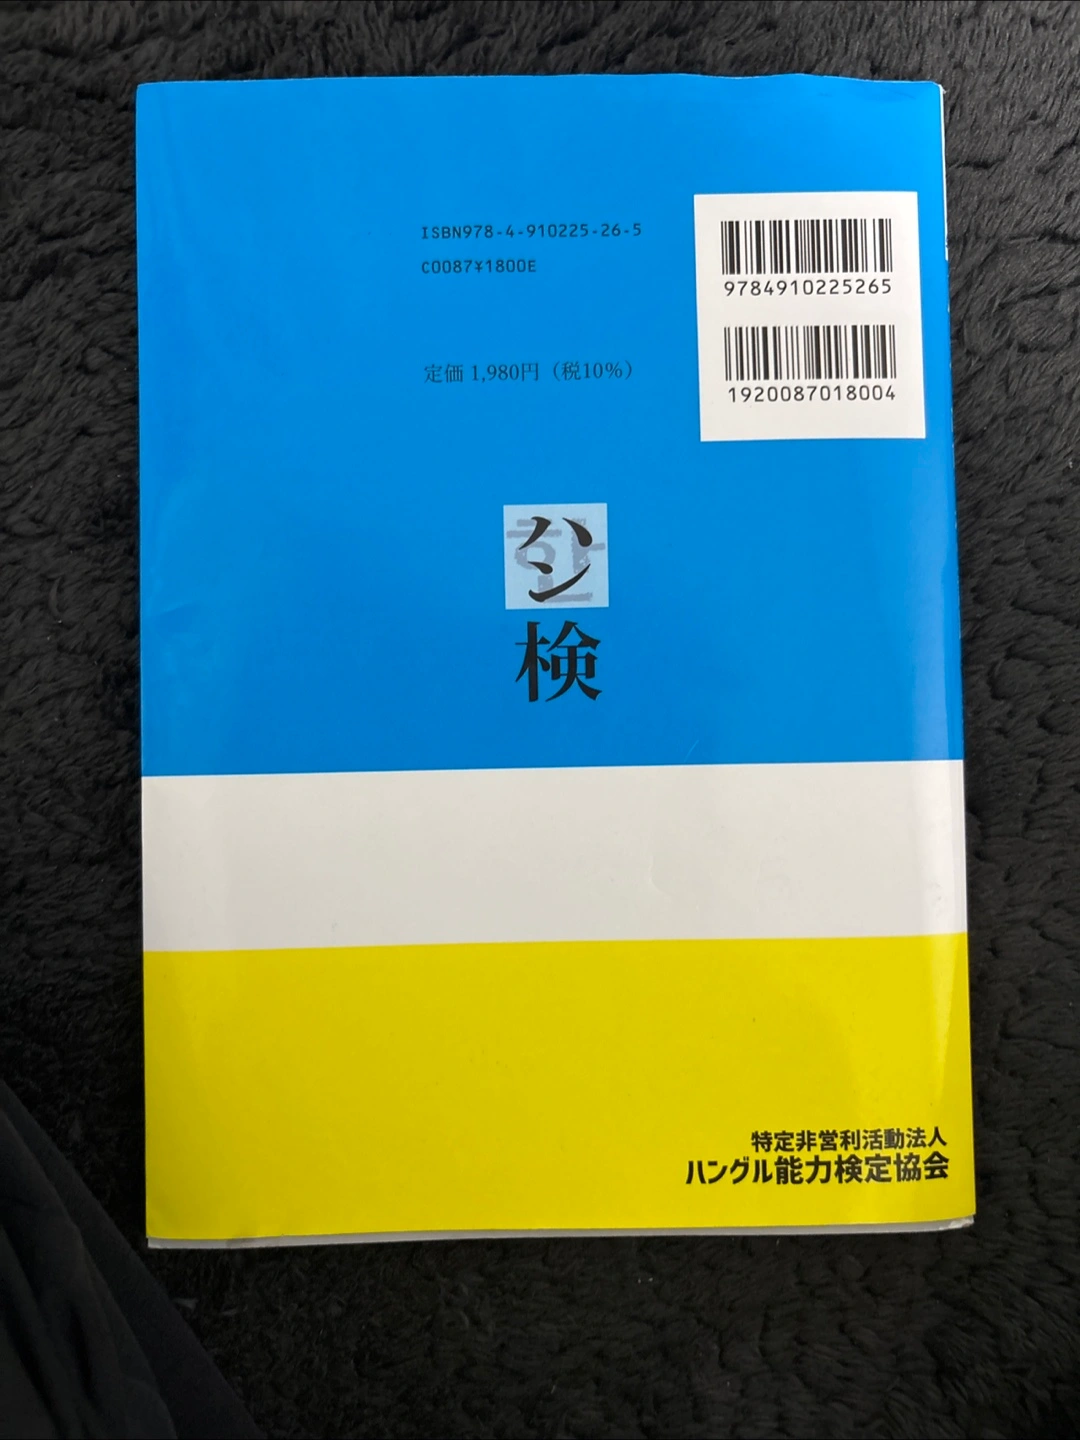 ISBN978-4-910225-26-5
C0087¥1800E
定価 1,980円（税10%）
9784910225265
1920087018004
한
ハン
検
特定非営利活動法人
ハングル能力検定協会